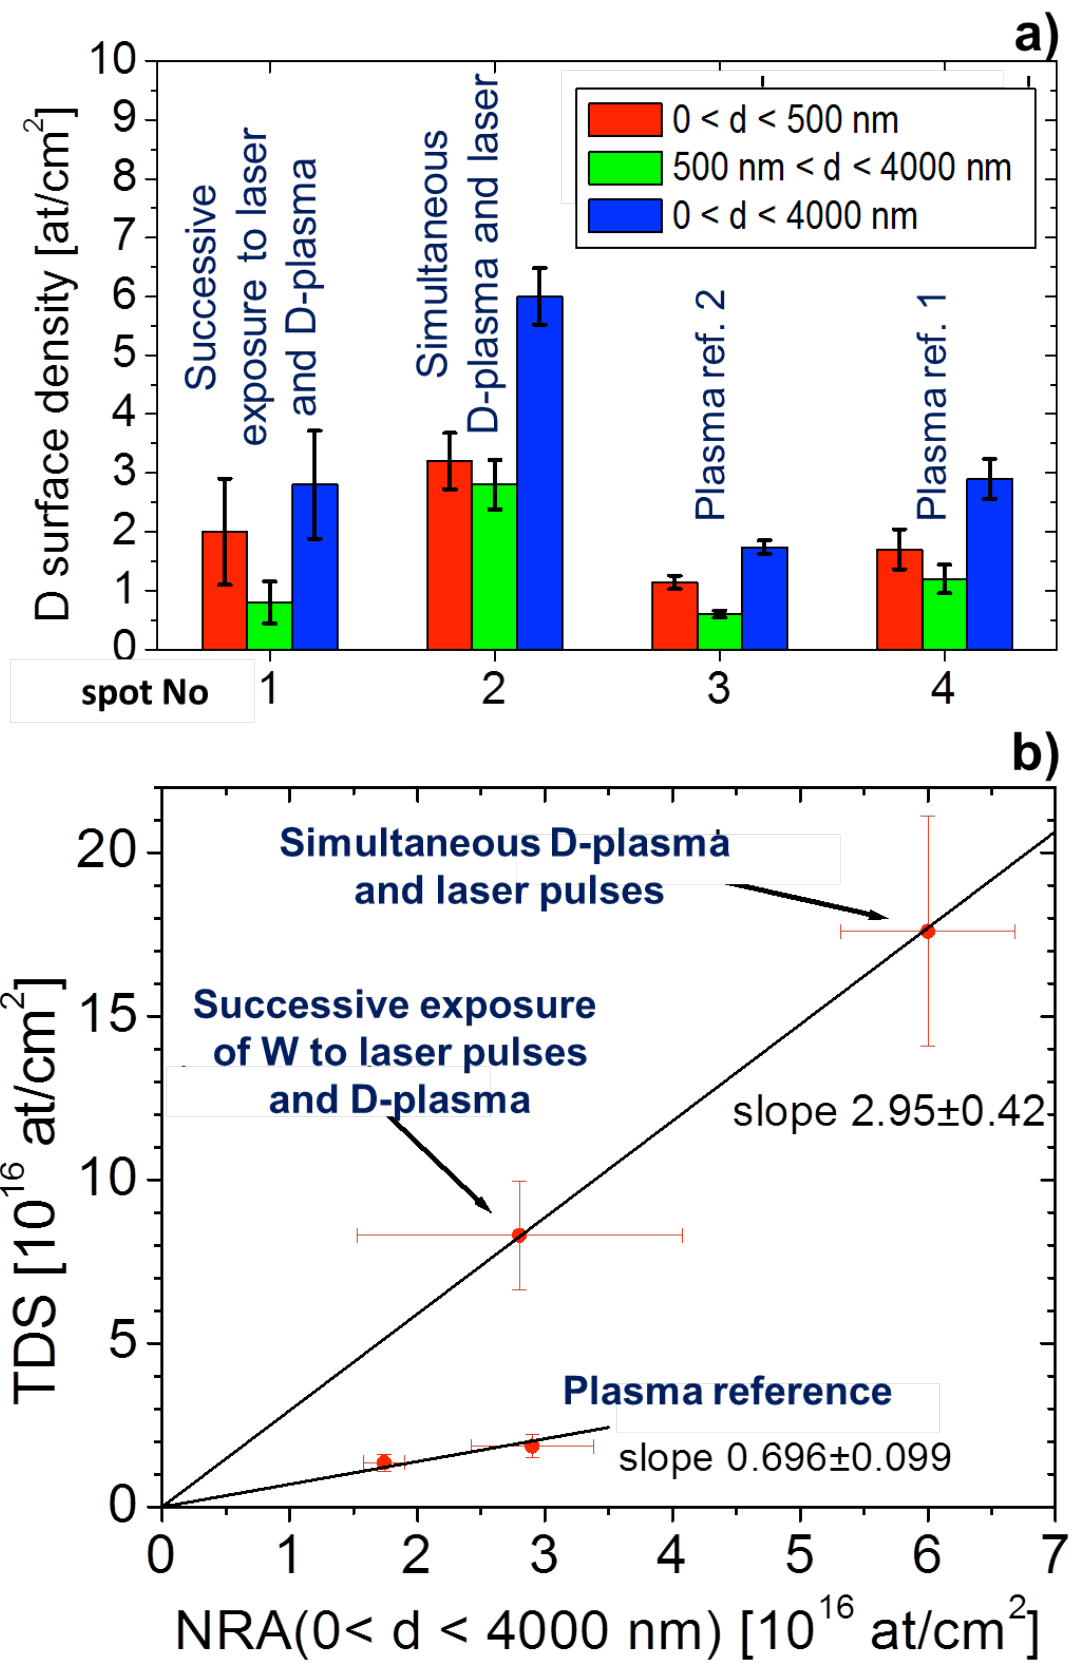 a)
10
9
8
7
6
5
4
3
2
1
0
D surface density [at/cm²]
0 < d < 500 nm
500 nm < d < 4000 nm
0 < d < 4000 nm
Successive
exposure to laser
and D-plasma
Simultaneous
D-plasma and laser
Plasma ref. 2
Plasma ref. 1
spot No 1 2 3 4
b)
20
15
10
5
0
TDS [10¹⁶ at/cm²]
Simultaneous D-plasma
and laser pulses
Successive exposure
of W to laser pulses
and D-plasma
slope 2.95±0.42
Plasma reference
slope 0.696±0.099
0 1 2 3 4 5 6 7
NRA(0< d < 4000 nm) [10¹⁶ at/cm²]